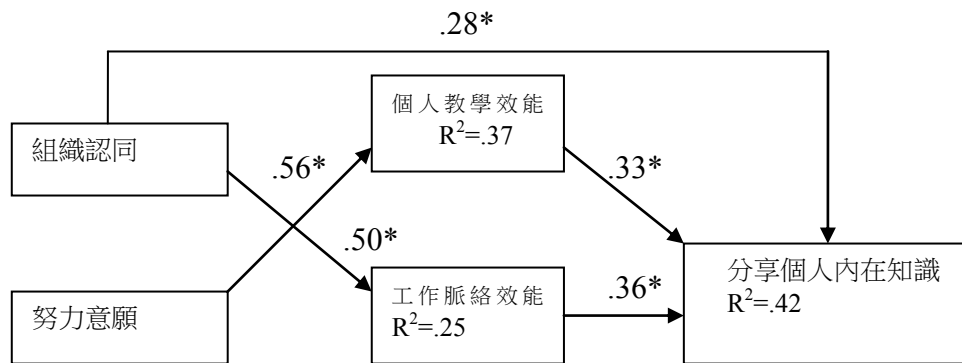 .28*
個人教學效能
R²=.37
組織認同
.56*
.33*
.50*
分享個人內在知識
R²=.42
工作脈絡效能
R²=.25
.36*
努力意願